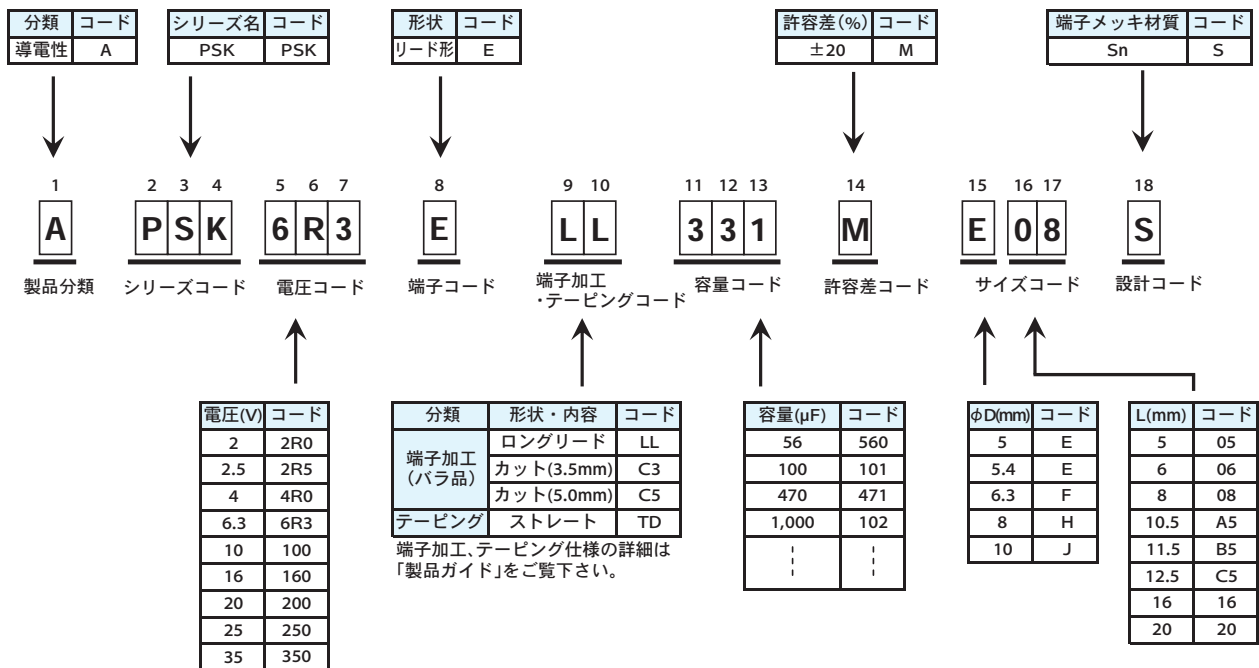 分類 コード
導電性 A
シリーズ名 コード
PSK PSK
形状 コード
リード形 E
許容差(%) コード
±20 M
端子メッキ材質 コード
Sn S
1 2 3 4 5 6 7 8 9 10 11 12 13 14 15 16 17 18
A P S K 6 R 3 E L L 3 3 1 M E 0 8 S
製品分類 シリーズコード 電圧コード 端子コード 端子加工 容量コード 許容差コード サイズコード 設計コード
・テーピングコード
電圧(V) コード
2 2R0
2.5 2R5
4 4R0
6.3 6R3
10 100
16 160
20 200
25 250
35 350
分類 形状・内容 コード
端子加工
(バラ品)
ロングリード LL
カット(3.5mm) C3
カット(5.0mm) C5
テーピング ストレート TD
端子加工、テーピング仕様の詳細は
「製品ガイド」をご覧下さい。
容量(μF) コード
56 560
100 101
470 471
1,000 102
φD(mm) コード
5 E
5.4 E
6.3 F
8 H
10 J
L(mm) コード
5 05
6 06
8 08
10.5 A5
11.5 B5
12.5 C5
16 16
20 20